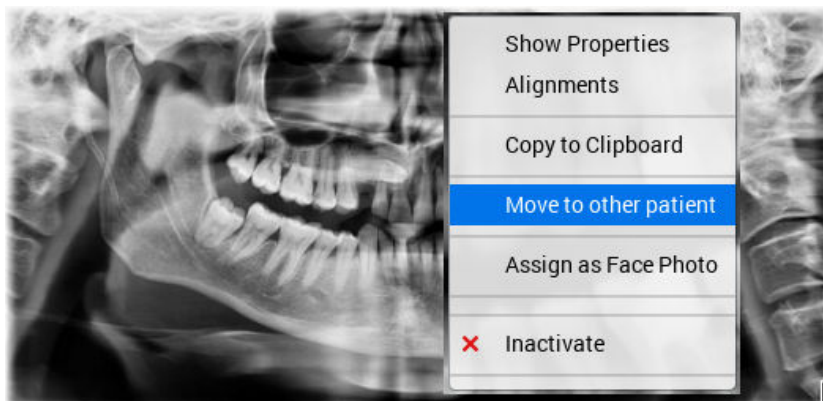 Show Properties
Alignments
Copy to Clipboard
Move to other patient
Assign as Face Photo
Inactivate